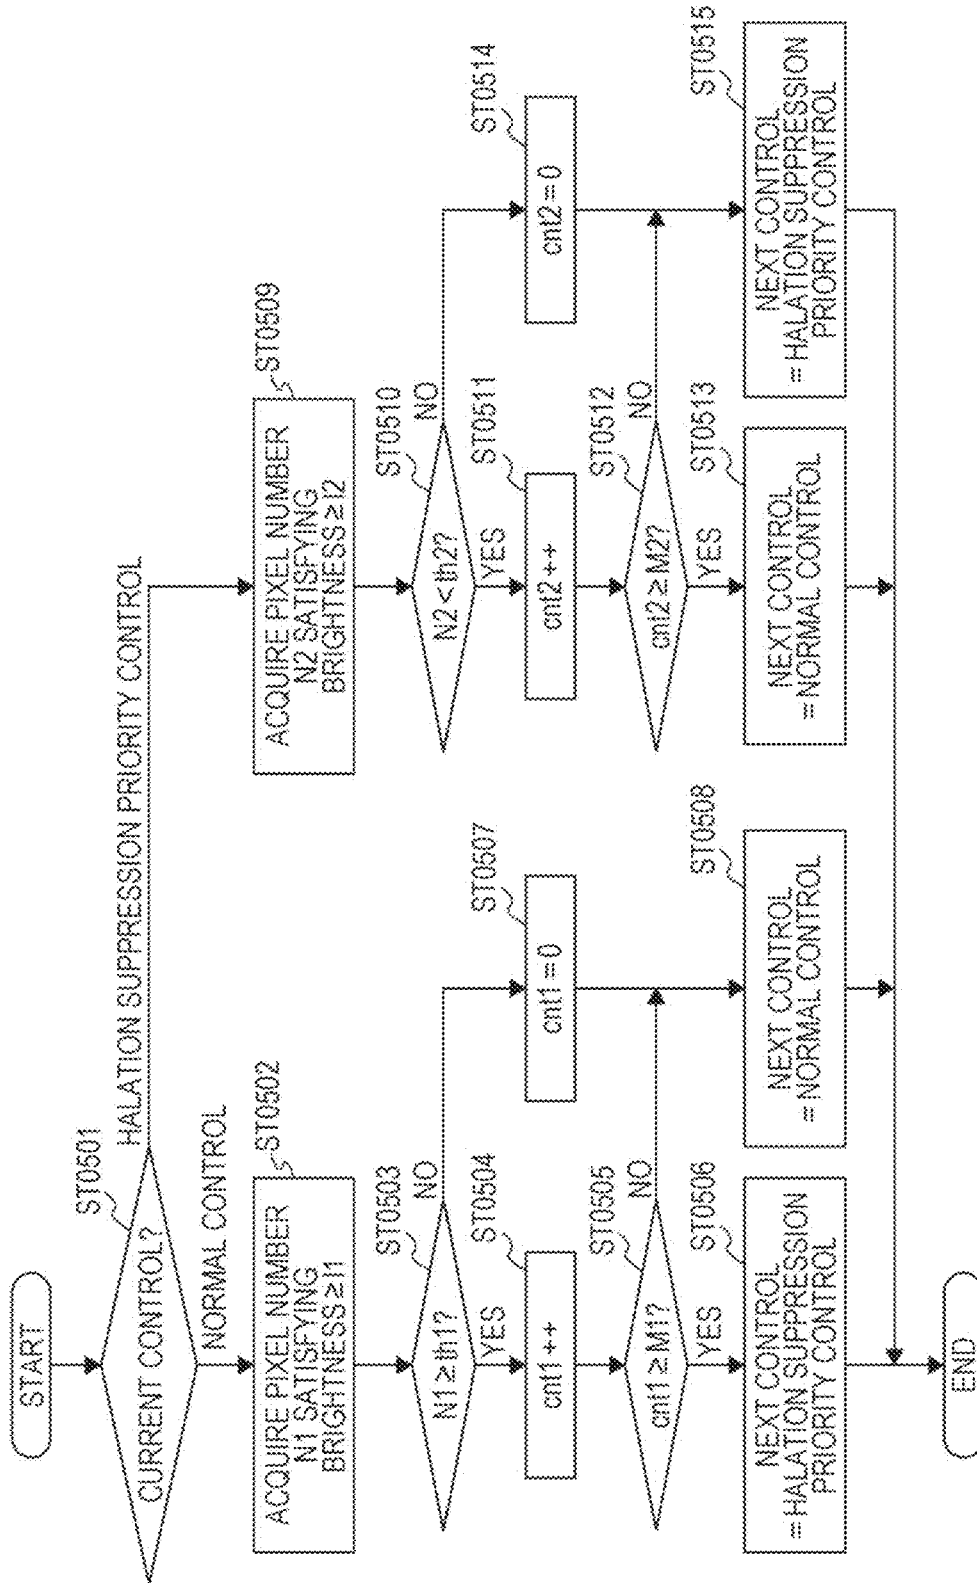 START
ST0501
CURRENT CONTROL?
HALATION SUPPRESSION PRIORITY CONTROL
NORMAL CONTROL
ST0502
ACQUIRE PIXEL NUMBER
N1 SATISFYING
BRIGHTNESS ≥ I1
ST0503
N1 ≥ th1?
NO
YES
ST0504
cnt1 ++
ST0507
cnt1 = 0
ST0505
cnt1 ≥ M1?
NO
YES
ST0506
NEXT CONTROL
= HALATION SUPPRESSION
PRIORITY CONTROL
ST0508
NEXT CONTROL
= NORMAL CONTROL
ST0509
ACQUIRE PIXEL NUMBER
N2 SATISFYING
BRIGHTNESS ≥ I2
ST0510
N2 < th2?
NO
YES
ST0511
cnt2 ++
ST0514
cnt2 = 0
ST0512
cnt2 ≥ M2?
NO
YES
ST0513
NEXT CONTROL
= NORMAL CONTROL
ST0515
NEXT CONTROL
= HALATION SUPPRESSION
PRIORITY CONTROL
END